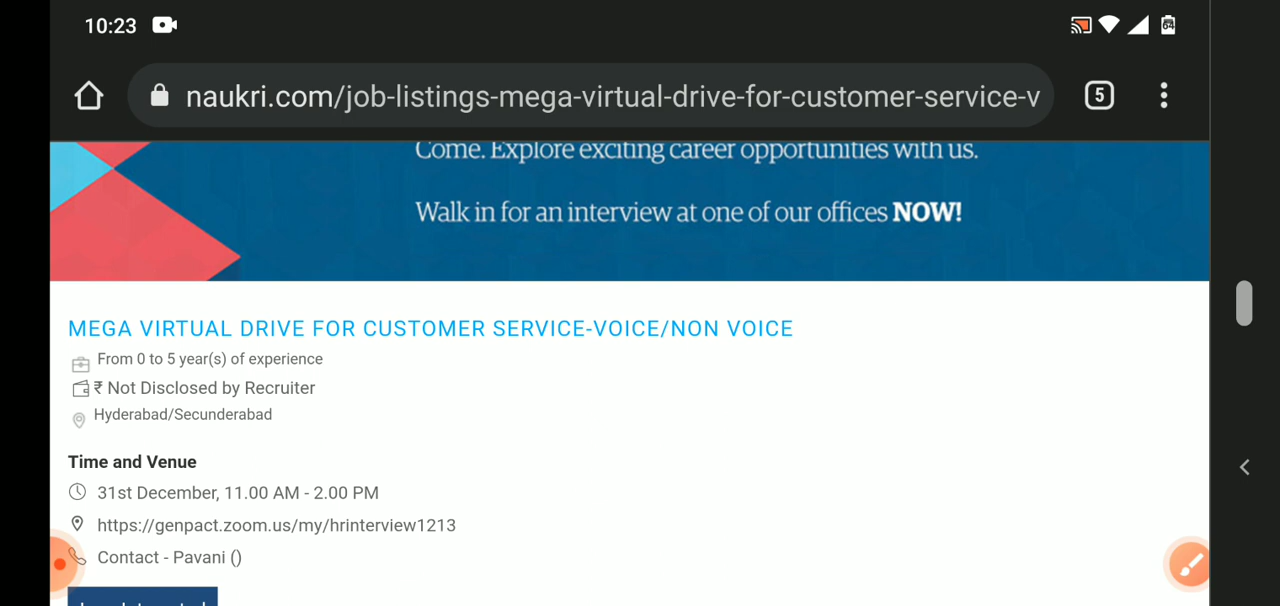 10:23
64
naukri.com/job-listings-mega-virtual-drive-for-customer-service-v
5
Come. Explore exciting career opportunities with us.
Walk in for an interview at one of our offices NOW!
MEGA VIRTUAL DRIVE FOR CUSTOMER SERVICE-VOICE/NON VOICE
From 0 to 5 year(s) of experience
₹ Not Disclosed by Recruiter
Hyderabad/Secunderabad
Time and Venue
31st December, 11.00 AM - 2.00 PM
https://genpact.zoom.us/my/hrinterview1213
Contact - Pavani ()